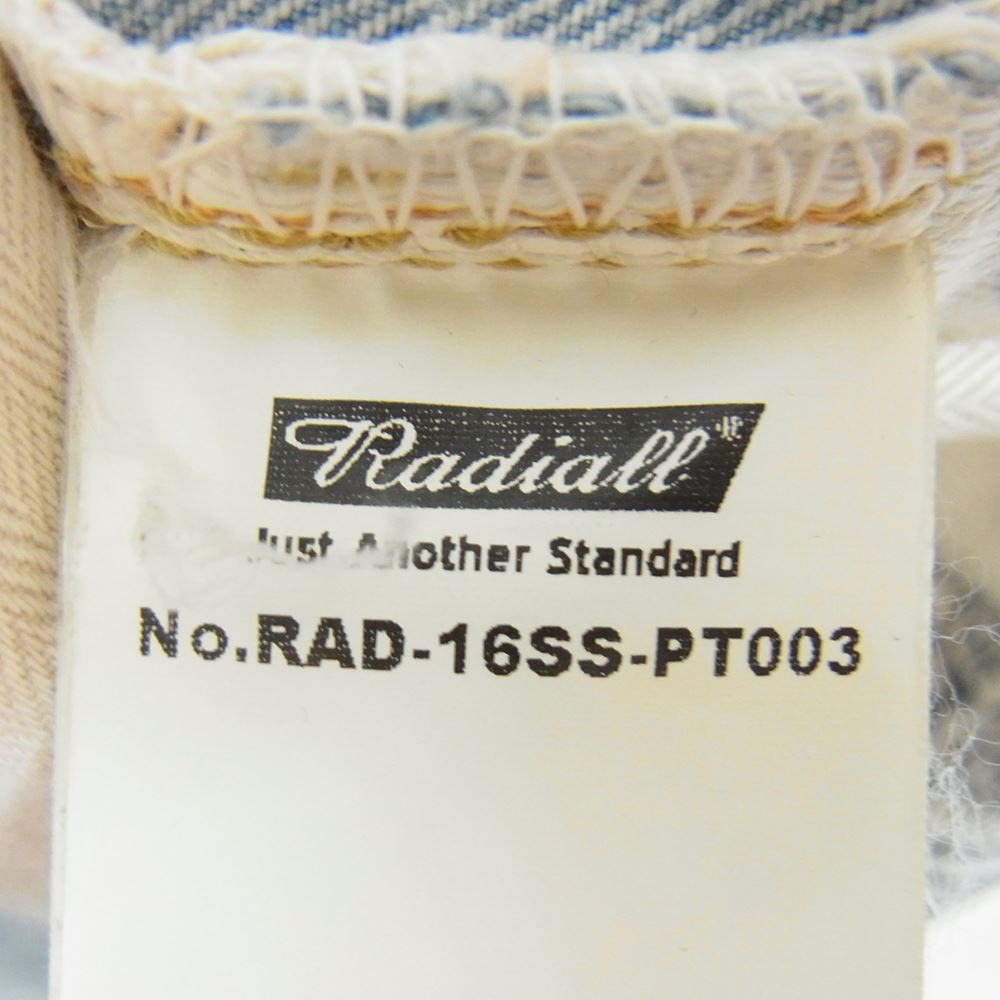 Radiall
Just Another Standard
No.RAD-16SS-PT003